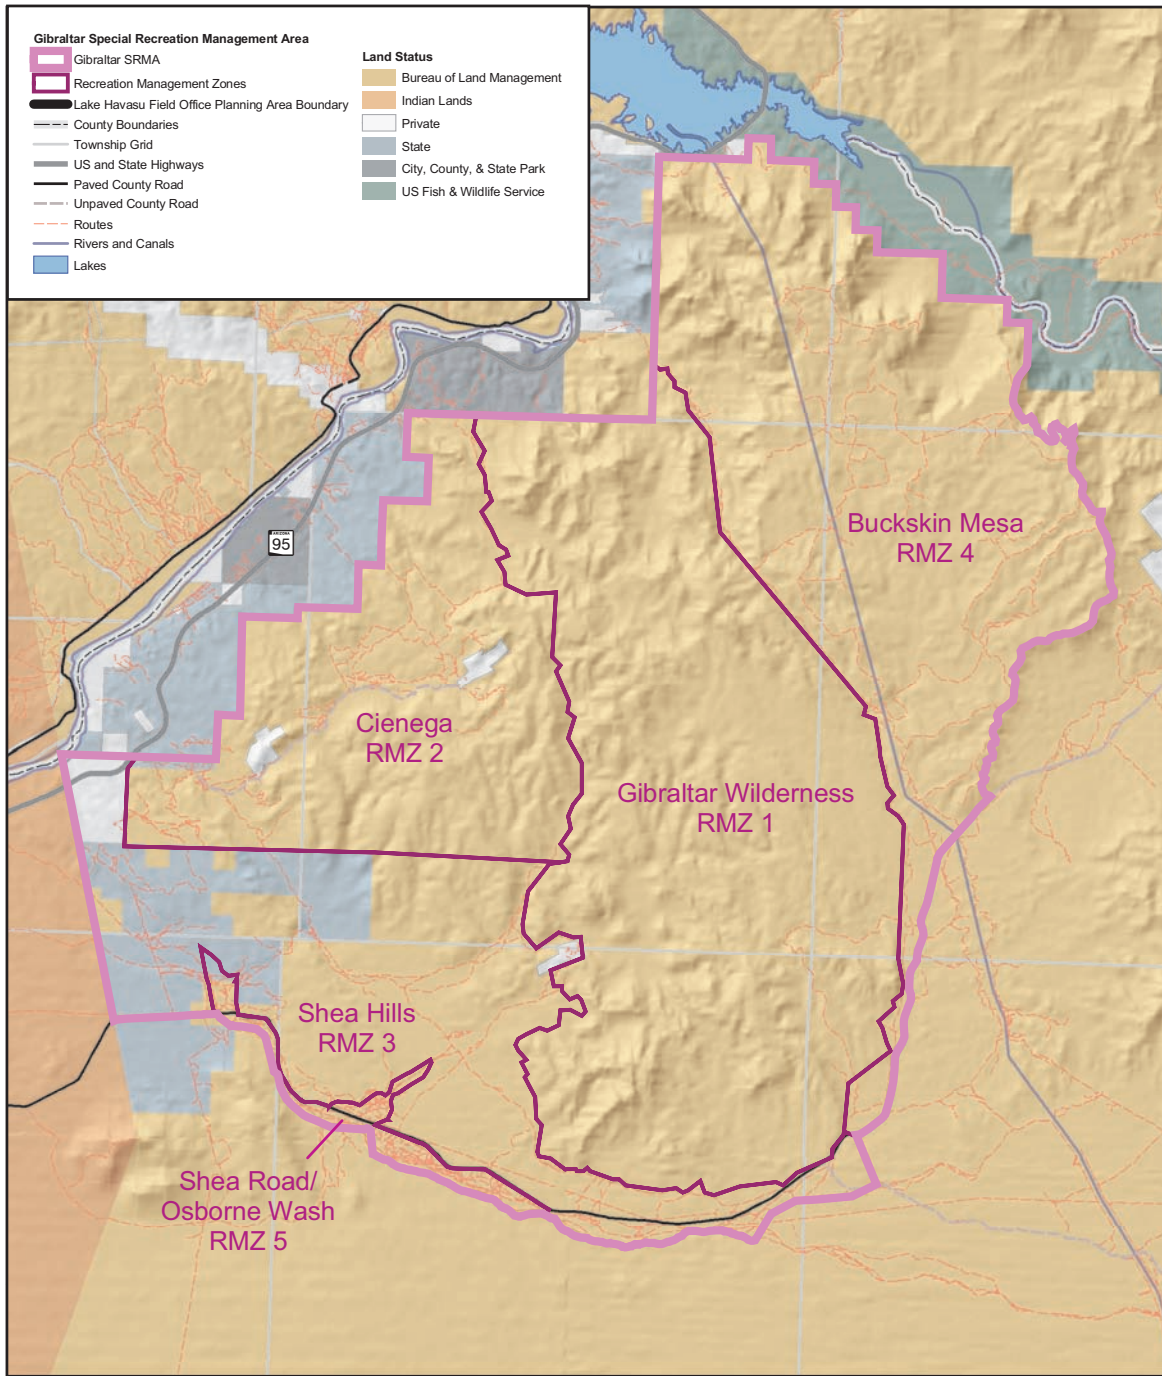 Gibraltar Special Recreation Management Area
Gibraltar SRMA
Recreation Management Zones
Lake Havasu Field Office Planning Area Boundary
County Boundaries
Township Grid
US and State Highways
Paved County Road
Unpaved County Road
Routes
Rivers and Canals
Lakes
Land Status
Bureau of Land Management
Indian Lands
Private
State
City, County, & State Park
US Fish & Wildlife Service
ARIZONA
95
Buckskin Mesa
RMZ 4
Cienega
RMZ 2
Gibraltar Wilderness
RMZ 1
Shea Hills
RMZ 3
Shea Road/
Osborne Wash
RMZ 5